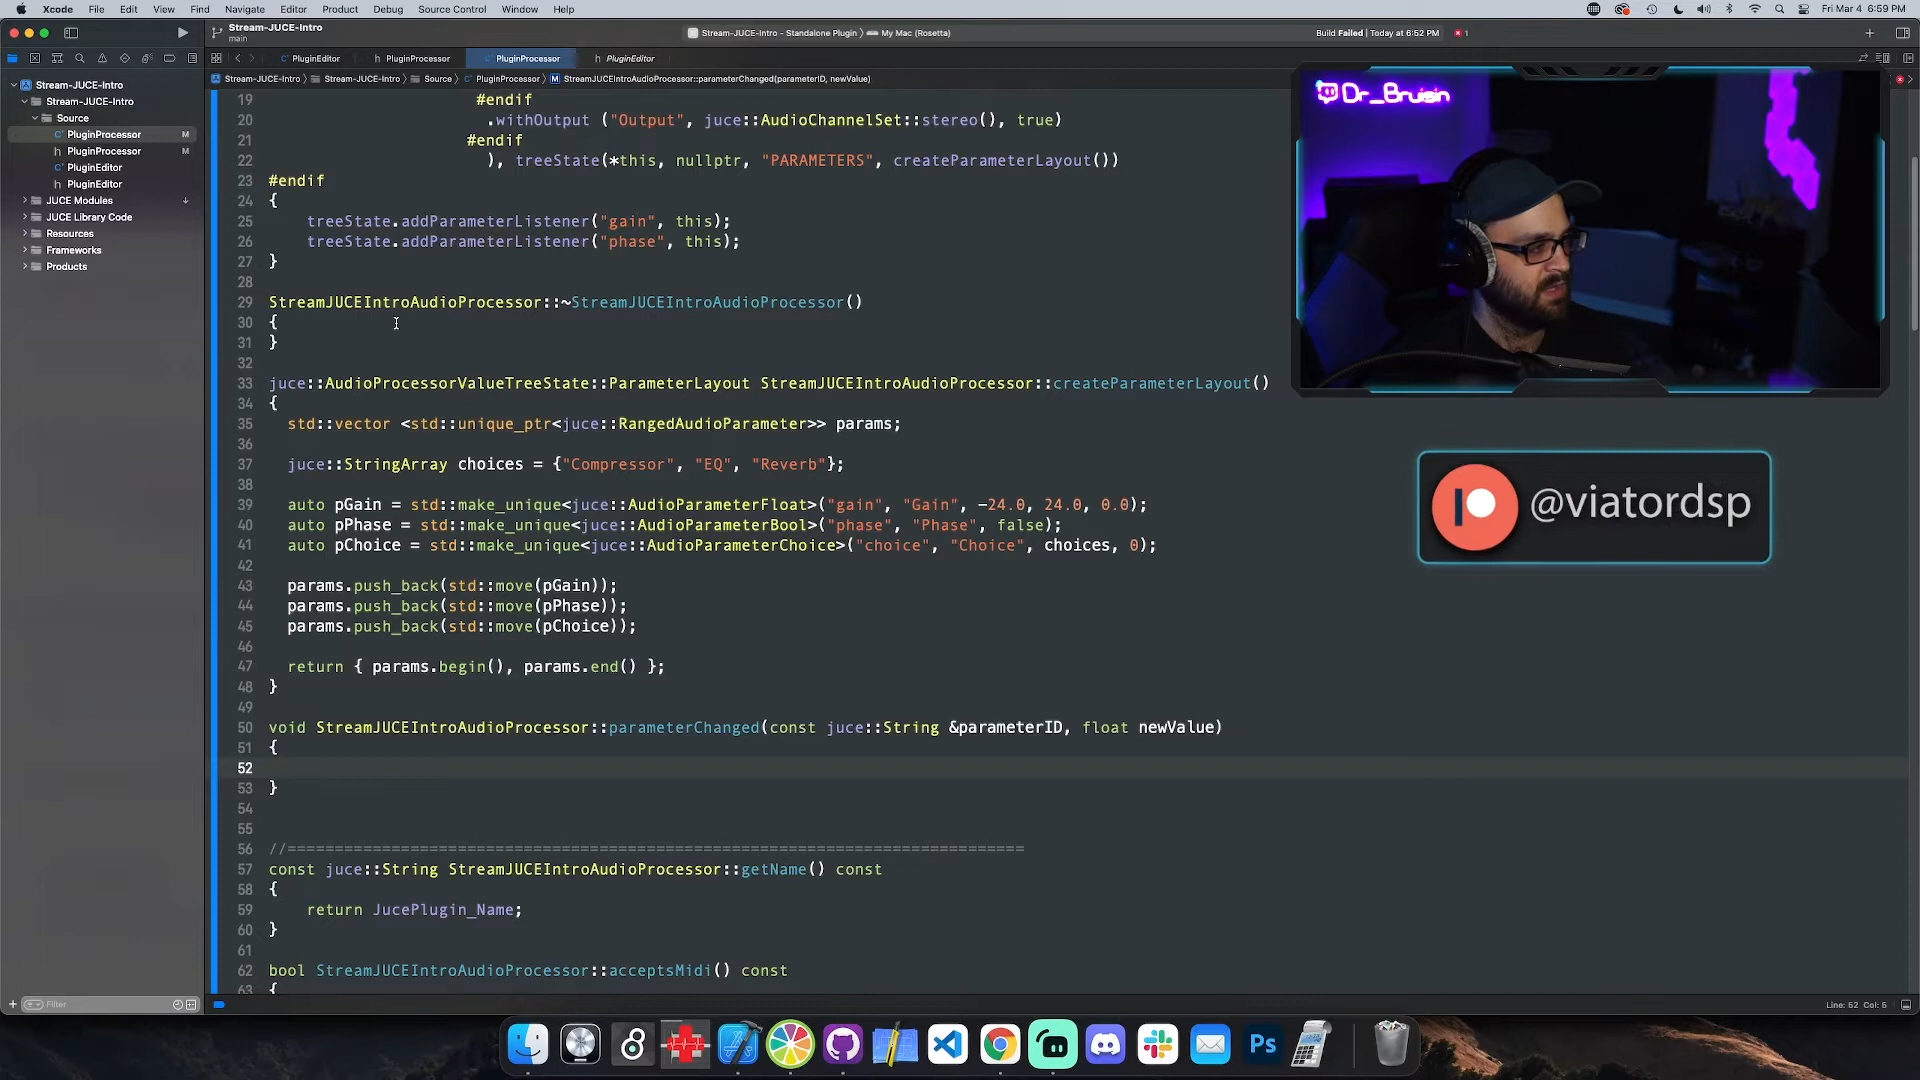 Xcode File Edit View Find Navigate Editor Product Debug Source Control Window Help
Fri Mar 4 6:59 PM
Stream-JUCE-Intro
main
Stream-JUCE-Intro - Standalone Plugin 〉 My Mac (Rosetta)
Build Failed | Today at 6:52 PM
1
PluginEditor
PluginProcessor
PluginProcessor
PluginEditor
Stream-JUCE-Intro 〉 Stream-JUCE-Intro 〉 Source 〉 PluginProcessor 〉 M StreamJUCEIntroAudioProcessor::parameterChanged(parameterID, newValue)
Stream-JUCE-Intro
Stream-JUCE-Intro
Source
PluginProcessor M
PluginProcessor M
PluginEditor
PluginEditor
JUCE Modules
JUCE Library Code
Resources
Frameworks
Products
Filter
19 #endif
20 .withOutput ("Output", juce::AudioChannelSet::stereo(), true)
21 #endif
22 ), treeState(*this, nullptr, "PARAMETERS", createParameterLayout())
23 #endif
24 {
25 treeState.addParameterListener("gain", this);
26 treeState.addParameterListener("phase", this);
27 }
28
29 StreamJUCEIntroAudioProcessor::~StreamJUCEIntroAudioProcessor()
30 {
31 }
32
33 juce::AudioProcessorValueTreeState::ParameterLayout StreamJUCEIntroAudioProcessor::createParameterLayout()
34 {
35 std::vector <std::unique_ptr<juce::RangedAudioParameter>> params;
36
37 juce::StringArray choices = {"Compressor", "EQ", "Reverb"};
38
39 auto pGain = std::make_unique<juce::AudioParameterFloat>("gain", "Gain", -24.0, 24.0, 0.0);
40 auto pPhase = std::make_unique<juce::AudioParameterBool>("phase", "Phase", false);
41 auto pChoice = std::make_unique<juce::AudioParameterChoice>("choice", "Choice", choices, 0);
42
43 params.push_back(std::move(pGain));
44 params.push_back(std::move(pPhase));
45 params.push_back(std::move(pChoice));
46
47 return { params.begin(), params.end() };
48 }
49
50 void StreamJUCEIntroAudioProcessor::parameterChanged(const juce::String &parameterID, float newValue)
51 {
52
53 }
54
55
56 //==============================================================================
57 const juce::String StreamJUCEIntroAudioProcessor::getName() const
58 {
59 return JucePlugin_Name;
60 }
61
62 bool StreamJUCEIntroAudioProcessor::acceptsMidi() const
63 {
Dr_Bruisin
@viatordsp
Line: 52 Col: 5
Ps